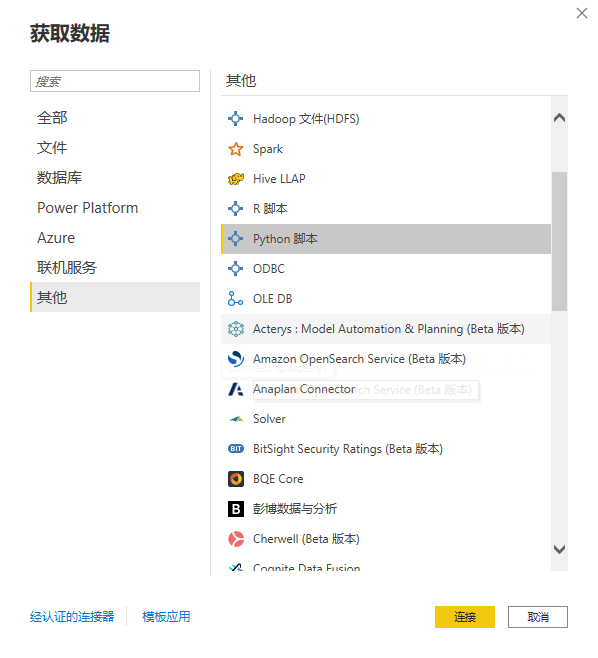 获取数据
搜索
全部
文件
数据库
Power Platform
Azure
联机服务
其他
其他
Hadoop 文件(HDFS)
Spark
Hive LLAP
R 脚本
Python 脚本
ODBC
OLE DB
Acterys : Model Automation & Planning (Beta 版本)
Amazon OpenSearch Service (Beta 版本)
Anaplan Connector
Solver
BIT
BitSight Security Ratings (Beta 版本)
BQE Core
B
彭博数据与分析
Cherwell (Beta 版本)
Cognite Data Fusion
经认证的连接器
模板应用
连接
取消